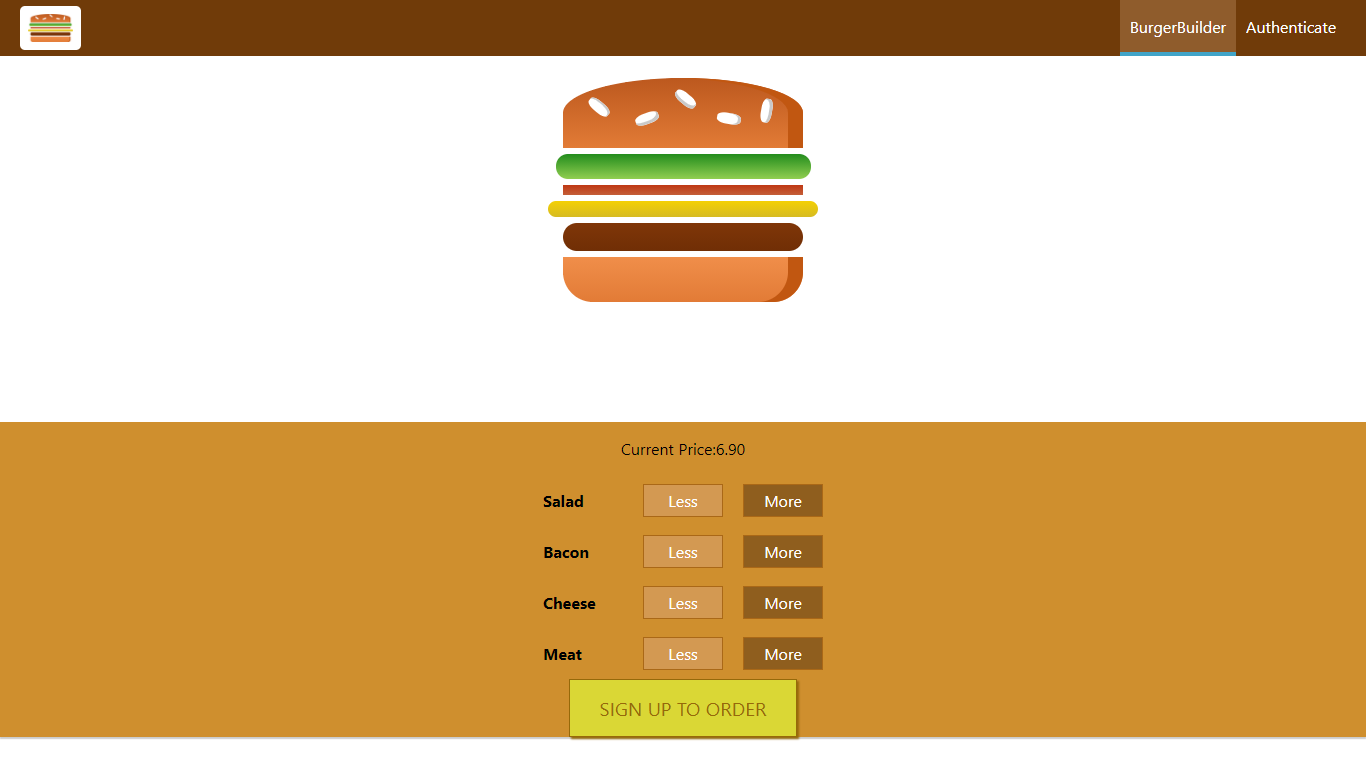 BurgerBuilder Authenticate
Current Price:6.90
Salad Less More
Bacon Less More
Cheese Less More
Meat Less More
SIGN UP TO ORDER